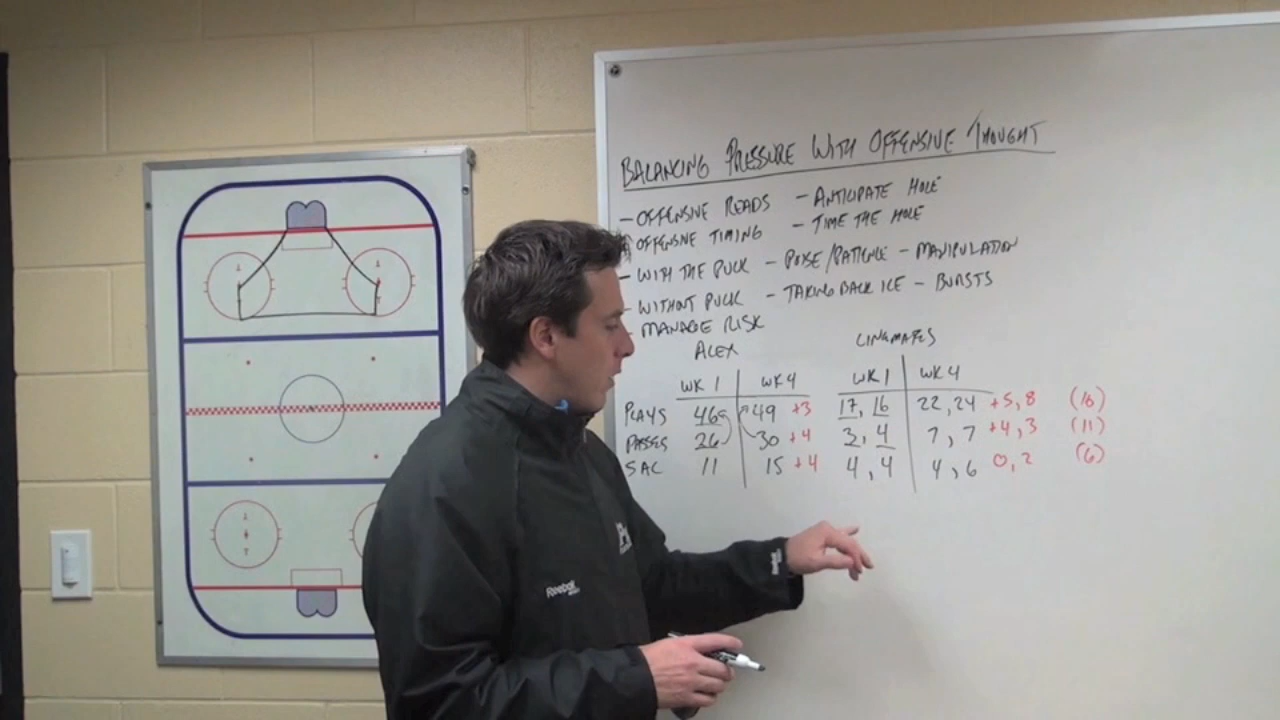 BALANCING PRESSURE WITH OFFENSIVE THOUGHT
- OFFENSIVE READS - ANTICIPATE HOLE
OFFENSIVE TIMING - TIME THE HOLE
- WITH THE PUCK - POISE/PATIENCE - MANIPULATION
- WITHOUT PUCK - TAKING BACK ICE - BURSTS
- MANAGE RISK
ALEX LINEMATES
WK 1 WK 4 WK 1 WK 4
PLAYS 46 49 +3 17, 16 22, 24 +5, 8 (16)
PASSES 26 30 +4 3, 4 7, 7 +4, 3 (11)
SAC 11 15 +4 4, 4 4, 6 0, 2 (6)
Reebok